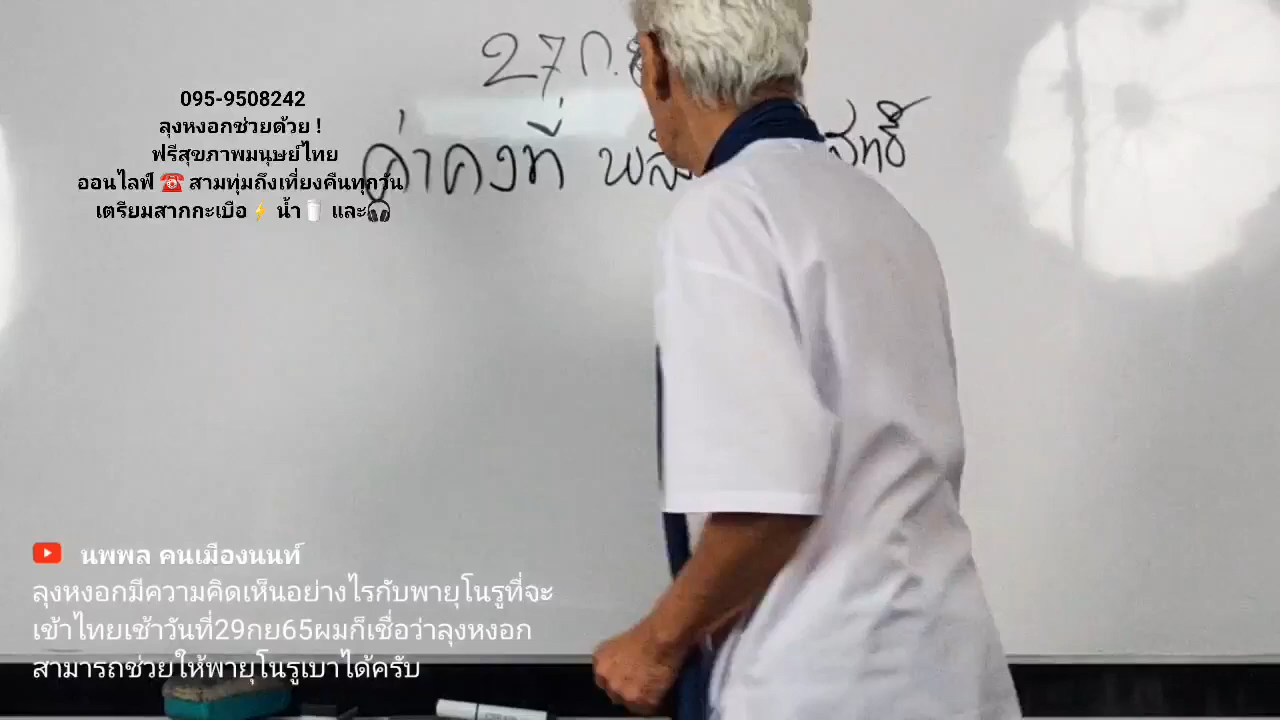 27 ก.
095-9508242
ลุงหงอกช่วยด้วย !
ฟรีสุขภาพมนุษย์ไทย
ออนไลฟ์ ☎️ สามทุ่มถึงเที่ยงคืนทุกวัน
เตรียมสากกะเบือ⚡ น้ำ🥛 และ🎧
ค่าคงที่
นพพล คนเมืองนนท์
ลุงหงอกมีความคิดเห็นอย่างไรกับพายุโนรูที่จะ
เข้าไทยเช้าวันที่29กย65ผมก็เชื่อว่าลุงหงอก
สามารถช่วยให้พายุโนรูเบาได้ครับ